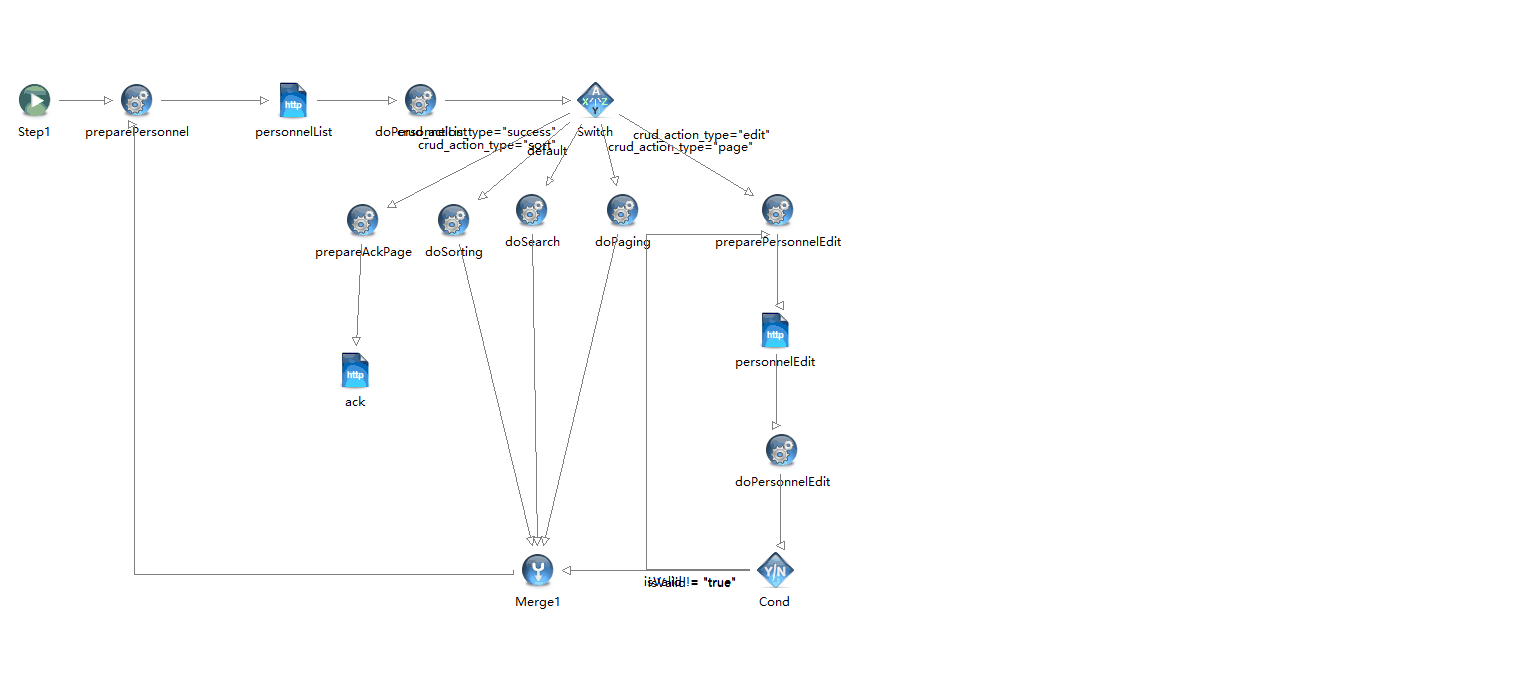 Step1
preparePersonnel
personnelList
Switch
crud_action_type="success"
crud_action_type="edit"
crud_action_type="sort"
default
crud_action_type="page"
prepareAckPage
doSorting
doSearch
doPaging
preparePersonnelEdit
http
personnelEdit
http
ack
http
doPersonnelEdit
Y/N
isValid != "true"
Merge1
Cond